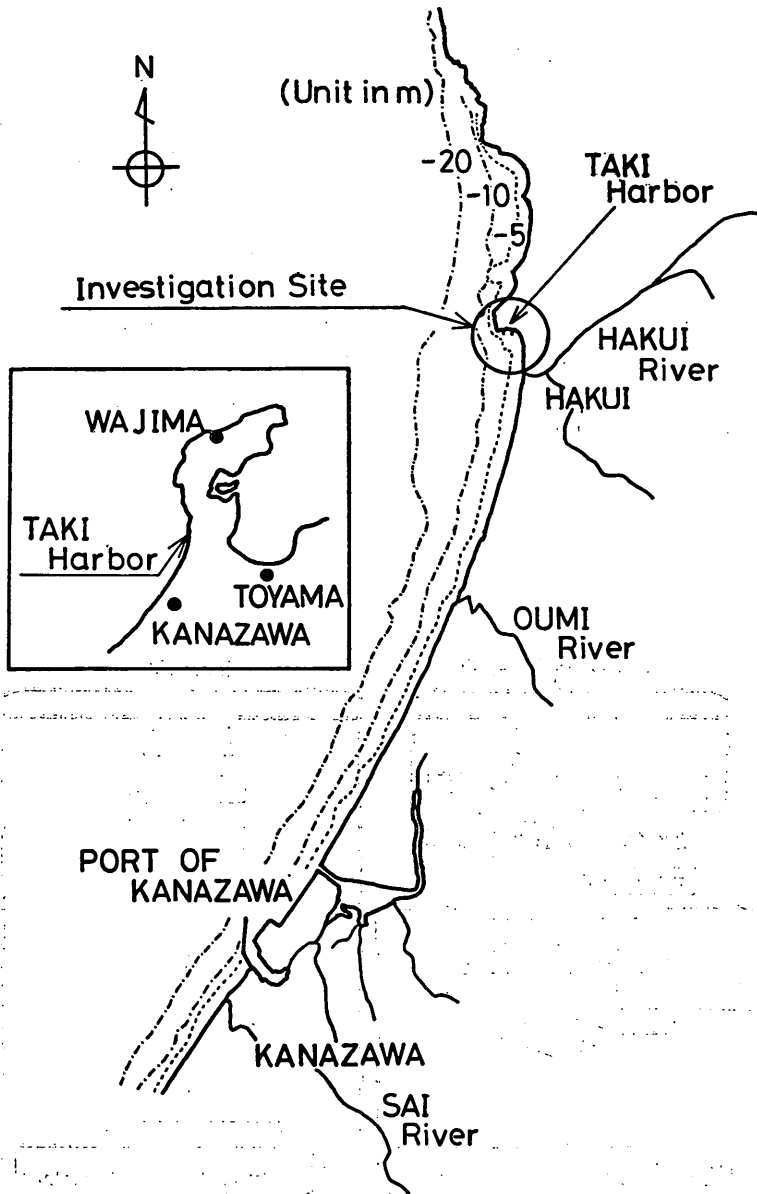 N
(Unit in m)
-20
-10
-5
TAKI
Harbor
Investigation Site
HAKUI
River
HAKUI
WAJIMA
TAKI
Harbor
TOYAMA
KANAZAWA
OUMI
River
PORT OF
KANAZAWA
KANAZAWA
SAI
River